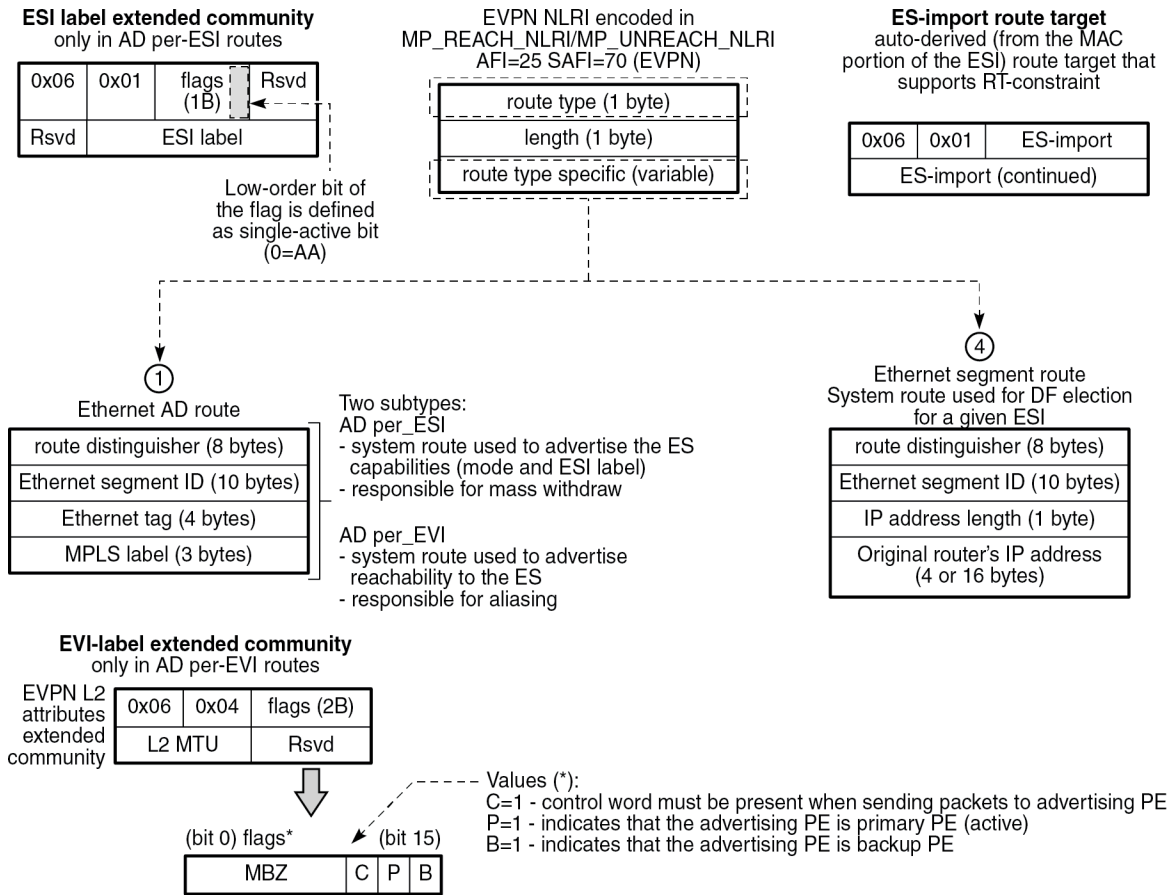 ESI label extended community
only in AD per-ESI routes
0x06
0x01
flags
(1B)
Rsvd
Rsvd
ESI label
Low-order bit of
the flag is defined
as single-active bit
(0=AA)
EVPN NLRI encoded in
MP_REACH_NLRI/MP_UNREACH_NLRI
AFI=25 SAFI=70 (EVPN)
route type (1 byte)
length (1 byte)
route type specific (variable)
ES-import route target
auto-derived (from the MAC
portion of the ESI) route target that
supports RT-constraint
0x06
0x01
ES-import
ES-import (continued)
1
Ethernet AD route
route distinguisher (8 bytes)
Ethernet segment ID (10 bytes)
Ethernet tag (4 bytes)
MPLS label (3 bytes)
Two subtypes:
AD per_ESI
- system route used to advertise the ES
capabilities (mode and ESI label)
- responsible for mass withdraw
AD per_EVI
- system route used to advertise
reachability to the ES
- responsible for aliasing
4
Ethernet segment route
System route used for DF election
for a given ESI
route distinguisher (8 bytes)
Ethernet segment ID (10 bytes)
IP address length (1 byte)
Original router's IP address
(4 or 16 bytes)
EVI-label extended community
only in AD per-EVI routes
EVPN L2
attributes
extended
community
0x06
0x04
flags (2B)
L2 MTU
Rsvd
(bit 0) flags*
(bit 15)
MBZ
C
P
B
Values (*):
C=1 - control word must be present when sending packets to advertising PE
P=1 - indicates that the advertising PE is primary PE (active)
B=1 - indicates that the advertising PE is backup PE